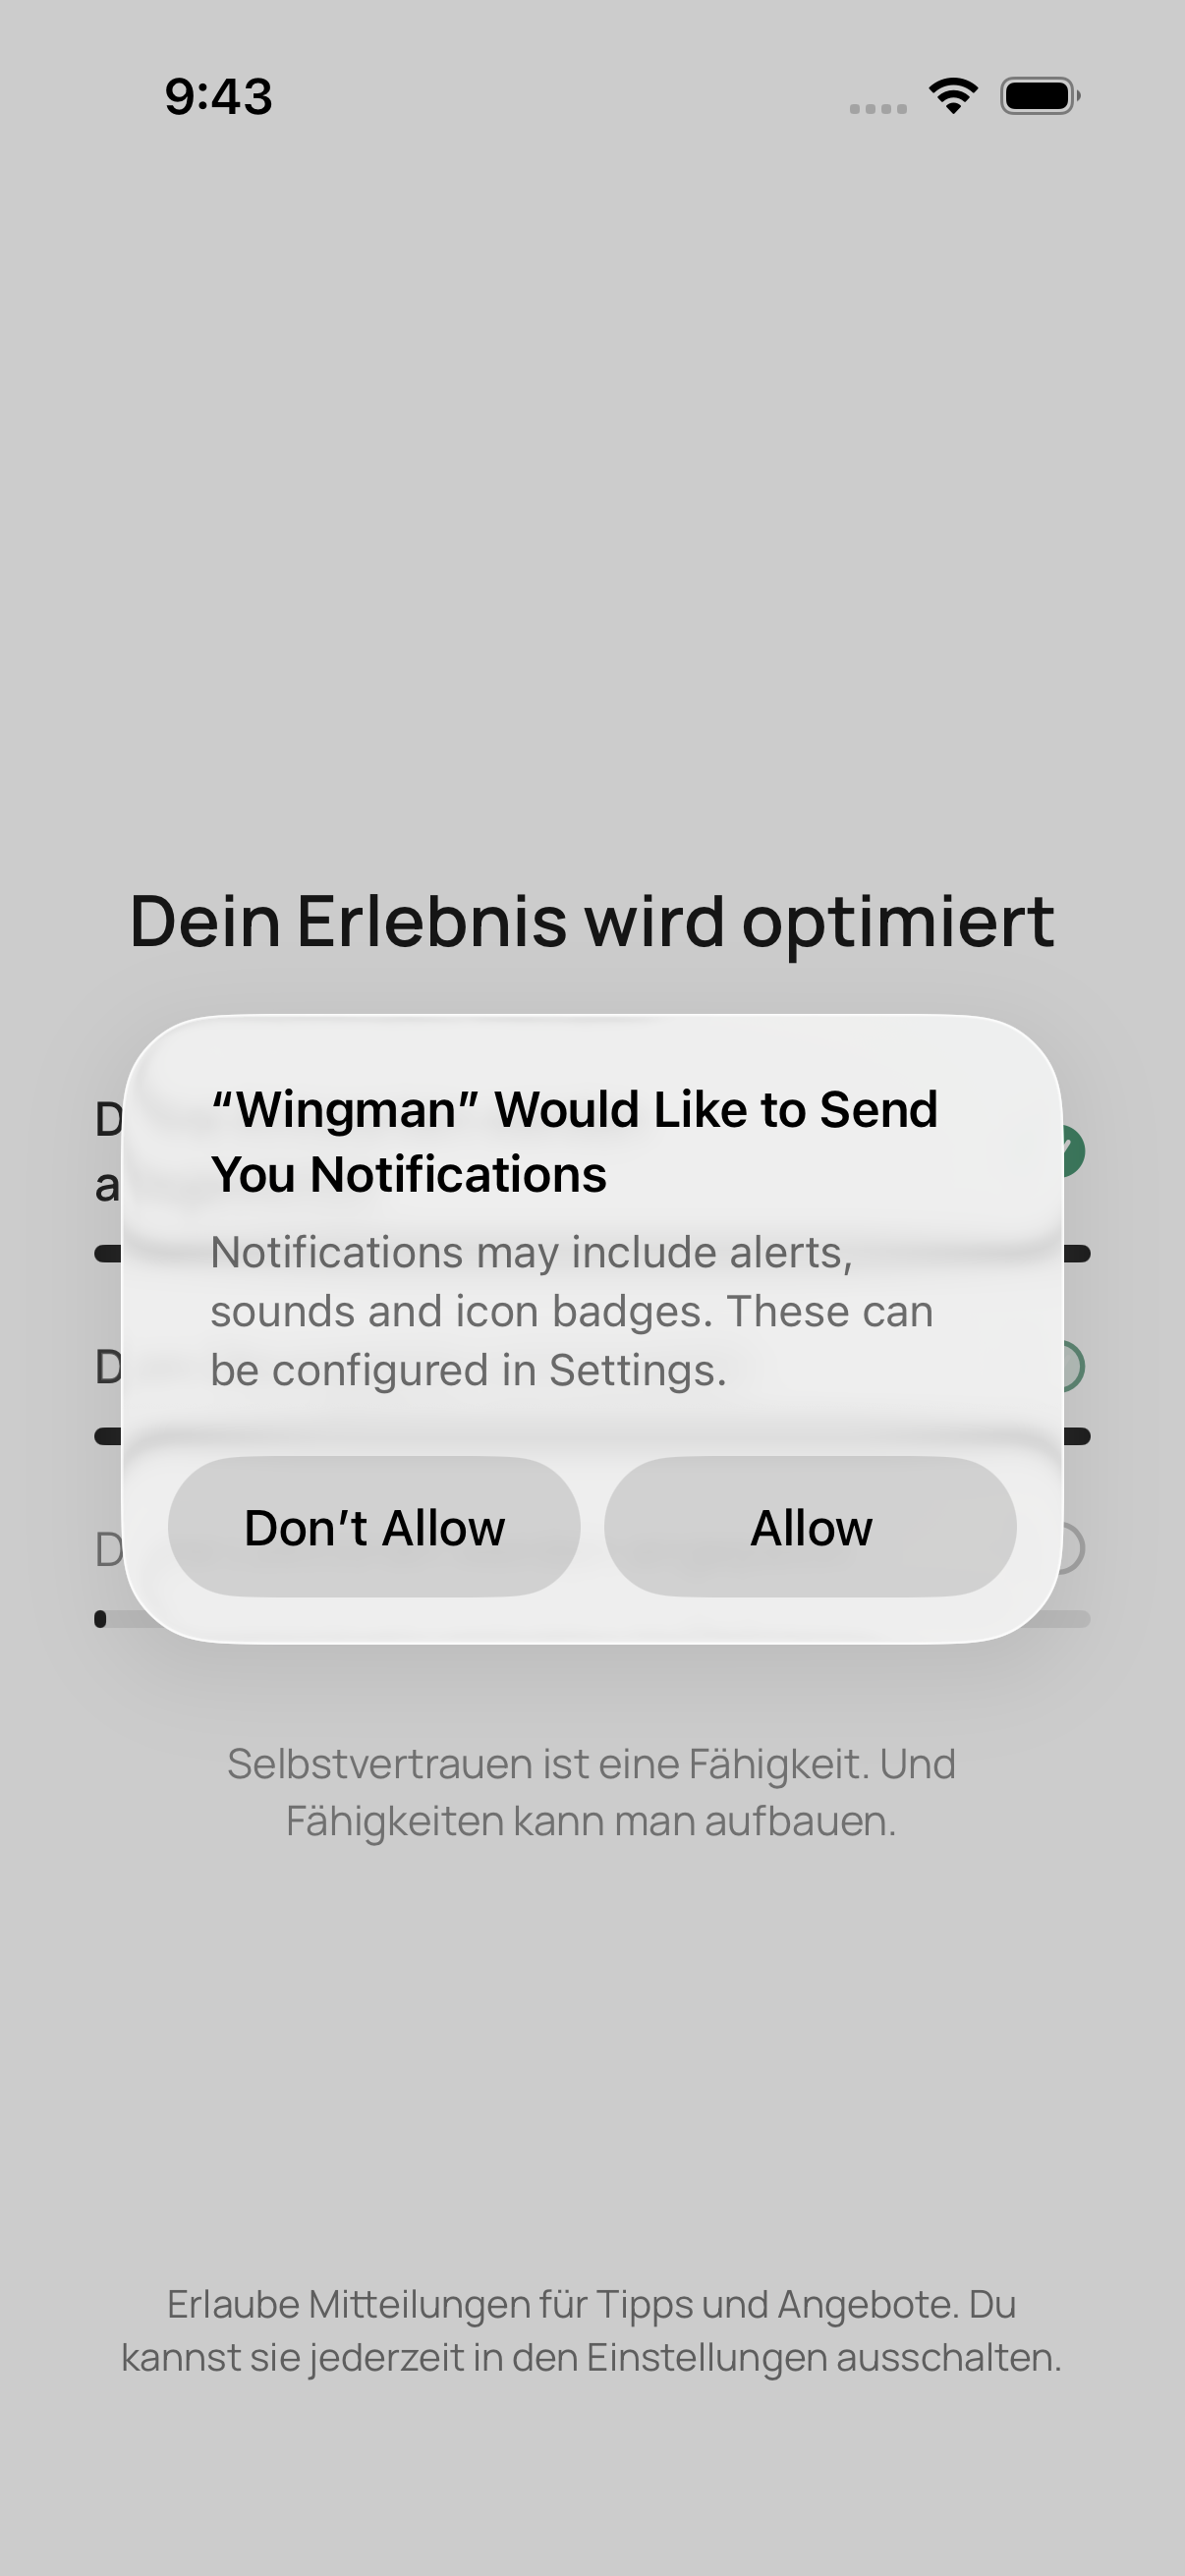 9:43
Dein Erlebnis wird optimiert
“Wingman” Would Like to Send
You Notifications
Notifications may include alerts,
sounds and icon badges. These can
be configured in Settings.
Don’t Allow
Allow
Selbstvertrauen ist eine Fähigkeit. Und
Fähigkeiten kann man aufbauen.
Erlaube Mitteilungen für Tipps und Angebote. Du
kannst sie jederzeit in den Einstellungen ausschalten.